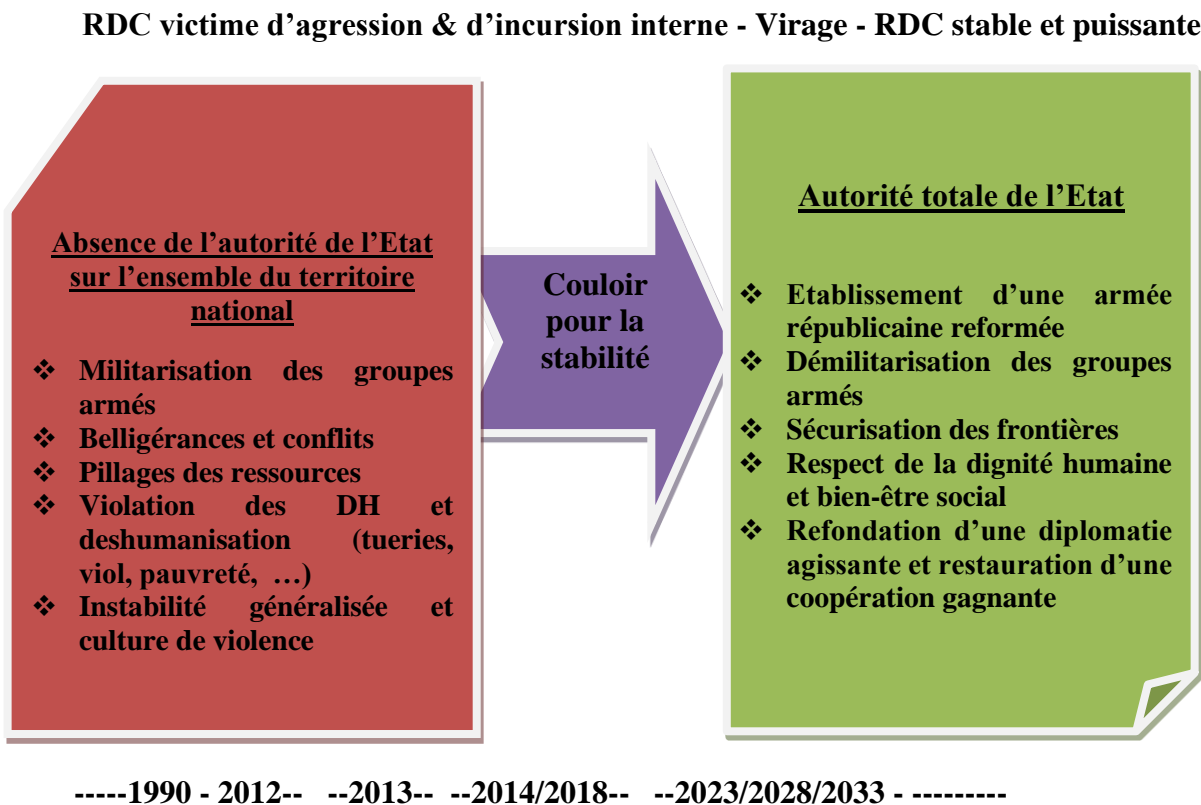 RDC victime d’agression & d’incursion interne - Virage - RDC stable et puissante
Absence de l’autorité de l’Etat
sur l’ensemble du territoire
national
❖ Militarisation des groupes
armés
❖ Belligérances et conflits
❖ Pillages des ressources
❖ Violation des DH et
deshumanisation (tueries,
viol, pauvreté, …)
❖ Instabilité généralisée et
culture de violence
Couloir
pour la
stabilité
Autorité totale de l’Etat
❖ Etablissement d’une armée
républicaine reformée
❖ Démilitarisation des groupes
armés
❖ Sécurisation des frontières
❖ Respect de la dignité humaine
et bien-être social
❖ Refondation d’une diplomatie
agissante et restauration d’une
coopération gagnante
-----1990 - 2012-- --2013-- --2014/2018-- --2023/2028/2033 - ---------